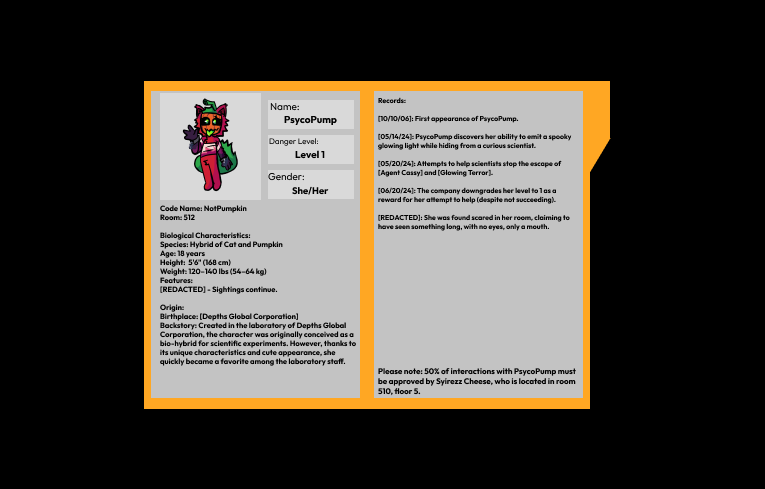 Name:
PsycoPump
Danger Level:
Level 1
Gender:
She/Her
Code Name: NotPumpkin
Room: 512
Biological Characteristics:
Species: Hybrid of Cat and Pumpkin
Age: 18 years
Height:  5'6" (168 cm)
Weight: 120-140 lbs (54-64 kg)
Features:
[REDACTED] - Sightings continue.
Origin:
Birthplace: [Depths Global Corporation]
Backstory: Created in the laboratory of Depths Global
Corporation, the character was originally conceived as a
bio-hybrid for scientific experiments. However, thanks to
its unique characteristics and cute appearance, she
quickly became a favorite among the laboratory staff.
Records:
[10/10/06]: First appearance of PsycoPump.
[05/14/24]: PsycoPump discovers her ability to emit a spooky
glowing light while hiding from a curious scientist.
[05/20/24]: Attempts to help scientists stop the escape of
[Agent Cassy] and [Glowing Terror].
[06/20/24]: The company downgrades her level to 1 as a
reward for her attempt to help (despite not succeeding).
[REDACTED]: She was found scared in her room, claiming to
have seen something long, with no eyes, only a mouth.
Please note: 50% of interactions with PsycoPump must
be approved by Syirezz Cheese, who is located in room
510, floor 5.